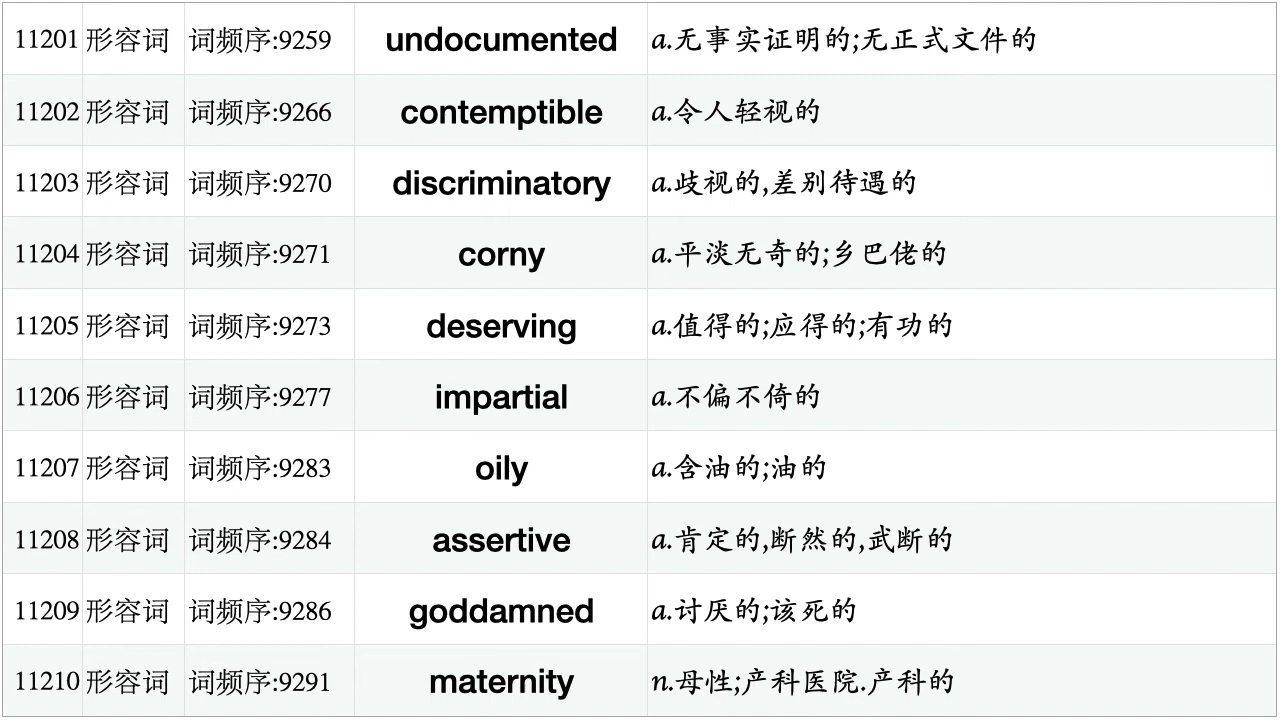 11201 形容词 词频序:9259 undocumented a.无事实证明的;无正式文件的
11202 形容词 词频序:9266 contemptible a.令人轻视的
11203 形容词 词频序:9270 discriminatory a.歧视的,差别待遇的
11204 形容词 词频序:9271 corny a.平淡无奇的;乡巴佬的
11205 形容词 词频序:9273 deserving a.值得的;应得的;有功的
11206 形容词 词频序:9277 impartial a.不偏不倚的
11207 形容词 词频序:9283 oily a.含油的;油的
11208 形容词 词频序:9284 assertive a.肯定的,断然的,武断的
11209 形容词 词频序:9286 goddamned a.讨厌的;该死的
11210 形容词 词频序:9291 maternity n.母性;产科医院.产科的